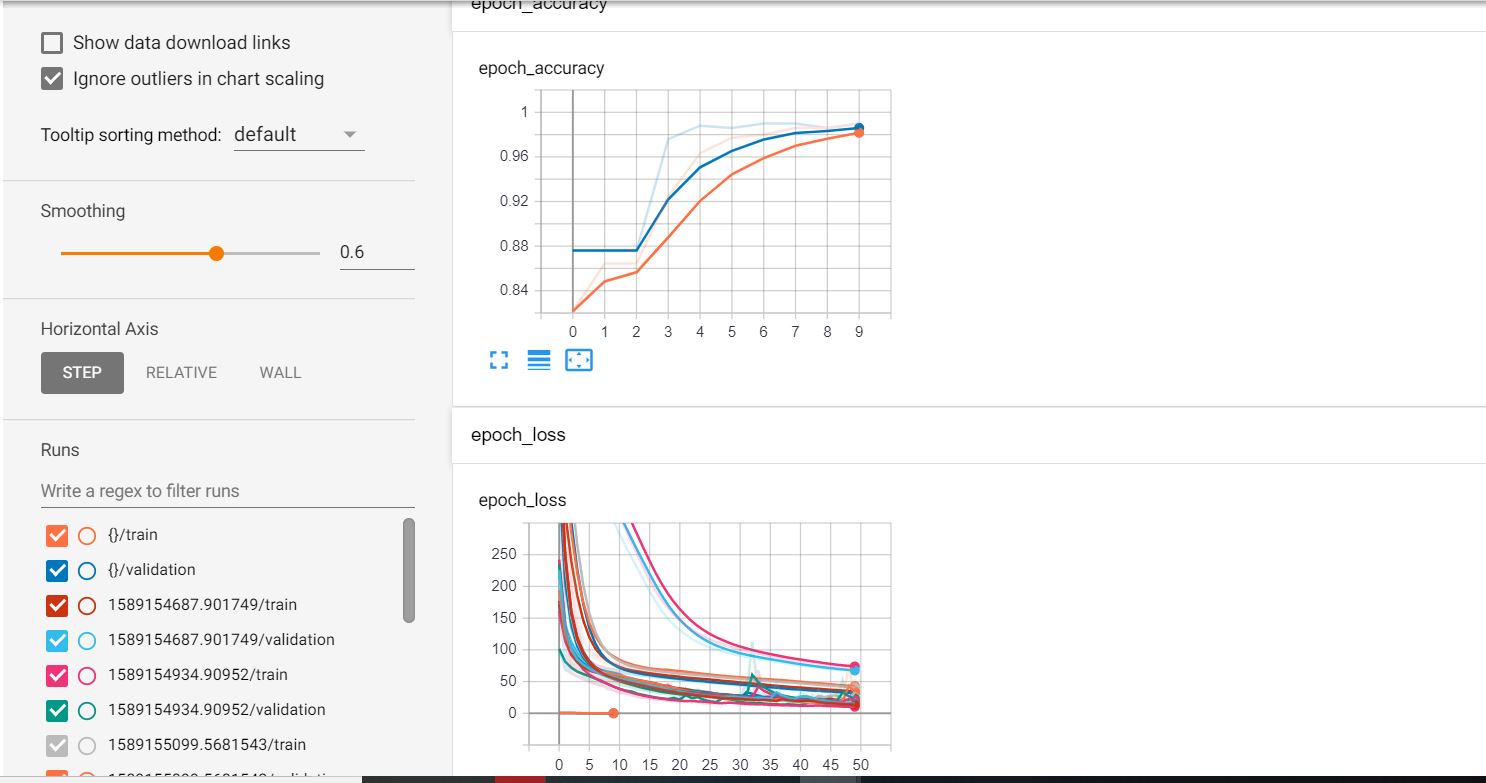 epoch_accuracy
Show data download links
Ignore outliers in chart scaling
Tooltip sorting method: default
Smoothing
0.6
Horizontal Axis
STEP RELATIVE WALL
Runs
Write a regex to filter runs
{}/train
{}/validation
1589154687.901749/train
1589154687.901749/validation
1589154934.90952/train
1589154934.90952/validation
1589155099.5681543/train
epoch_accuracy
1
0.96
0.92
0.88
0.84
0 1 2 3 4 5 6 7 8 9
epoch_loss
epoch_loss
250
200
150
100
50
0
0 5 10 15 20 25 30 35 40 45 50